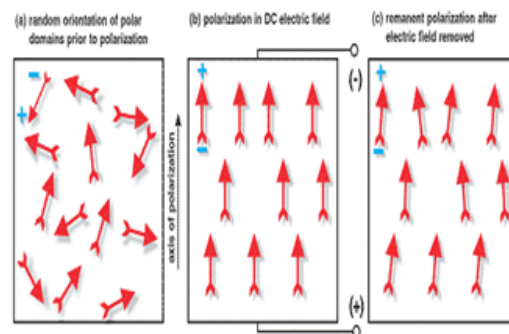 (a) random orientation of polar
domains prior to polarization
(b) polarization in DC electric field
(c) remanent polarization after
electric field removed
–
+
axis of polarization
+
–
(-)
(+)
+
–